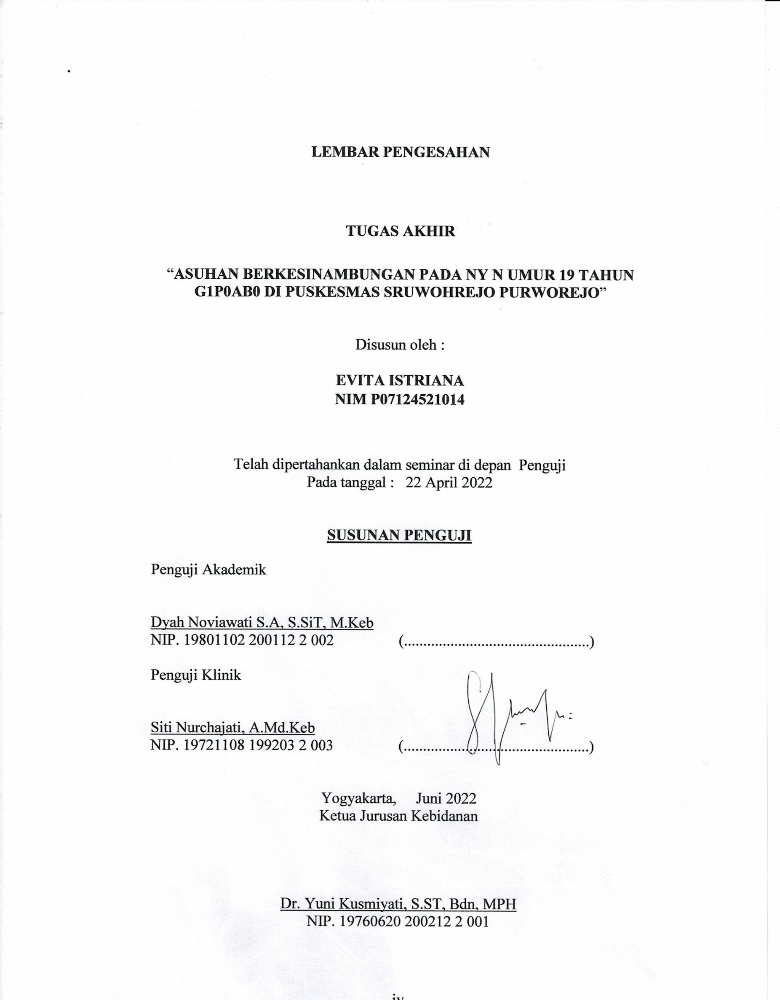 LEMBAR PENGESAHAN
TUGAS AKHIR
“ASUHAN BERKESINAMBUNGAN PADA NY N UMUR 19 TAHUN
G1P0AB0 DI PUSKESMAS SRUWOHREJO PURWOREJO”
Disusun oleh :
EVITA ISTRIANA
NIM P07124521014
Telah dipertahankan dalam seminar di depan Penguji
Pada tanggal : 22 April 2022
SUSUNAN PENGUJI
Penguji Akademik
Dyah Noviawati S.A, S.SiT, M.Keb
NIP. 19801102 200112 2 002 (................................................)
Penguji Klinik
Siti Nurchajati, A.Md.Keb
NIP. 19721108 199203 2 003 (................................................)
Yogyakarta, Juni 2022
Ketua Jurusan Kebidanan
Dr. Yuni Kusmiyati, S.ST, Bdn, MPH
NIP. 19760620 200212 2 001
iv